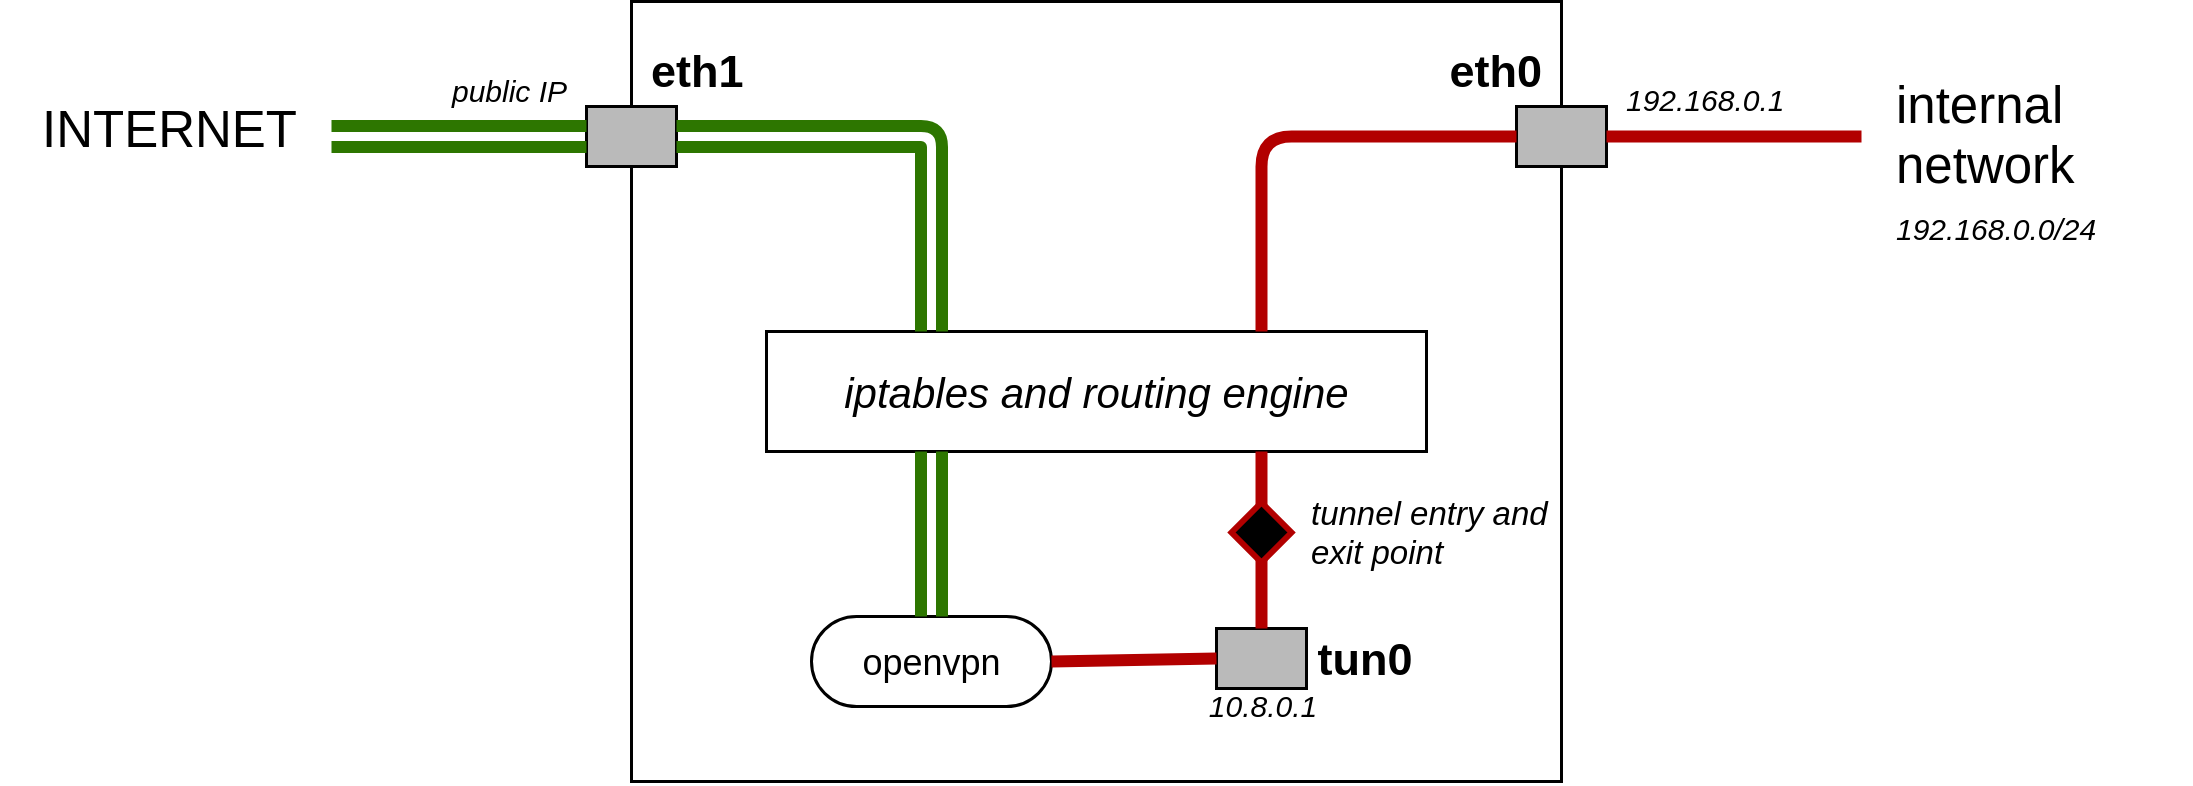 eth1
eth0
public IP
192.168.0.1
INTERNET
internal
network
192.168.0.0/24
iptables and routing engine
tunnel entry and
exit point
openvpn
tun0
10.8.0.1